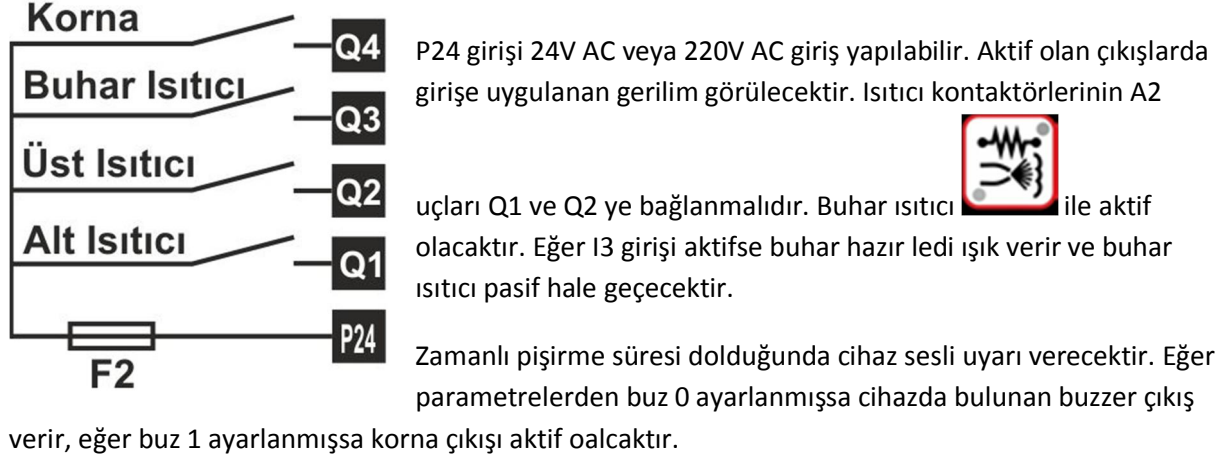 Korna
Q4
Buhar Isıtıcı
Q3
Üst Isıtıcı
Q2
Alt Isıtıcı
Q1
P24
F2
P24 girişi 24V AC veya 220V AC giriş yapılabilir. Aktif olan çıkışlarda
girişe uygulanan gerilim görülecektir. Isıtıcı kontaktörlerinin A2
uçları Q1 ve Q2 ye bağlanmalıdır. Buhar ısıtıcı ile aktif
olacaktır. Eğer I3 girişi aktifse buhar hazır ledi ışık verir ve buhar
ısıtıcı pasif hale geçecektir.
Zamanlı pişirme süresi dolduğunda cihaz sesli uyarı verecektir. Eğer
parametrelerden buz 0 ayarlanmışsa cihazda bulunan buzzer çıkış
verir, eğer buz 1 ayarlanmışsa korna çıkışı aktif oalcaktır.